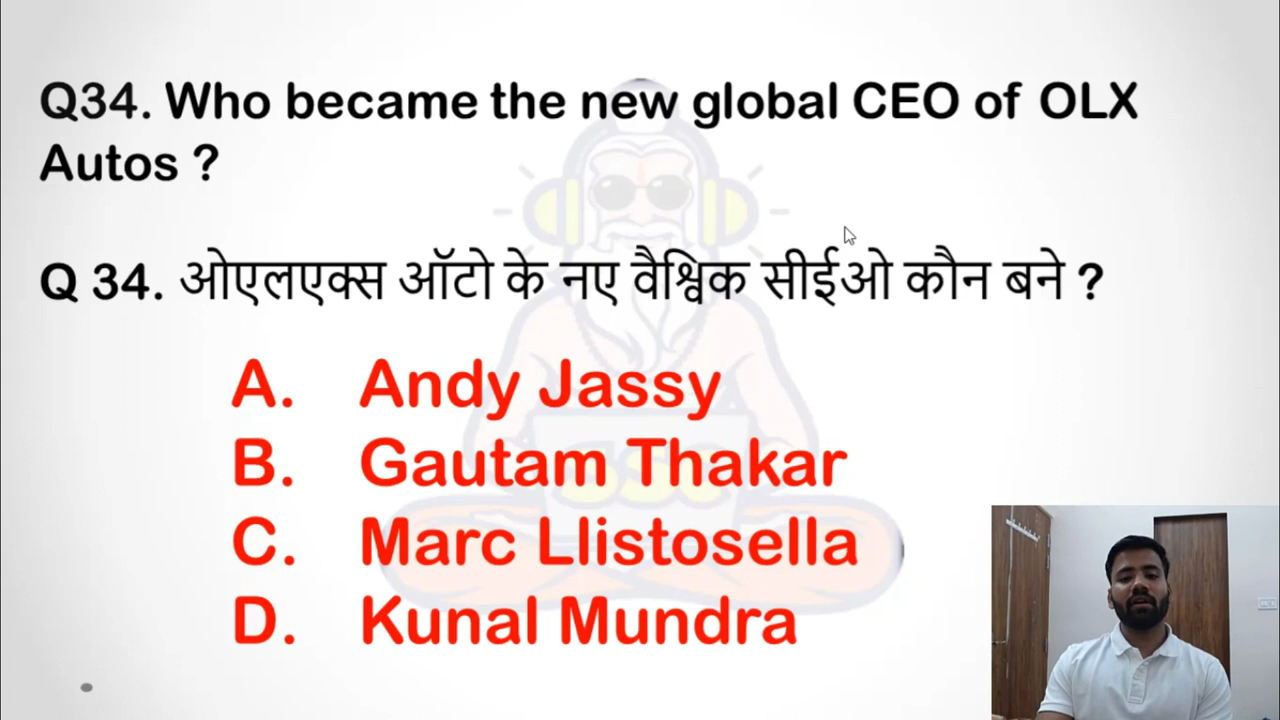 Q34. Who became the new global CEO of OLX
Autos ?
Q 34. ओएलएक्स ऑटो के नए वैश्विक सीईओ कौन बने ?
A. Andy Jassy
B. Gautam Thakar
C. Marc Llistosella
D. Kunal Mundra
SSC